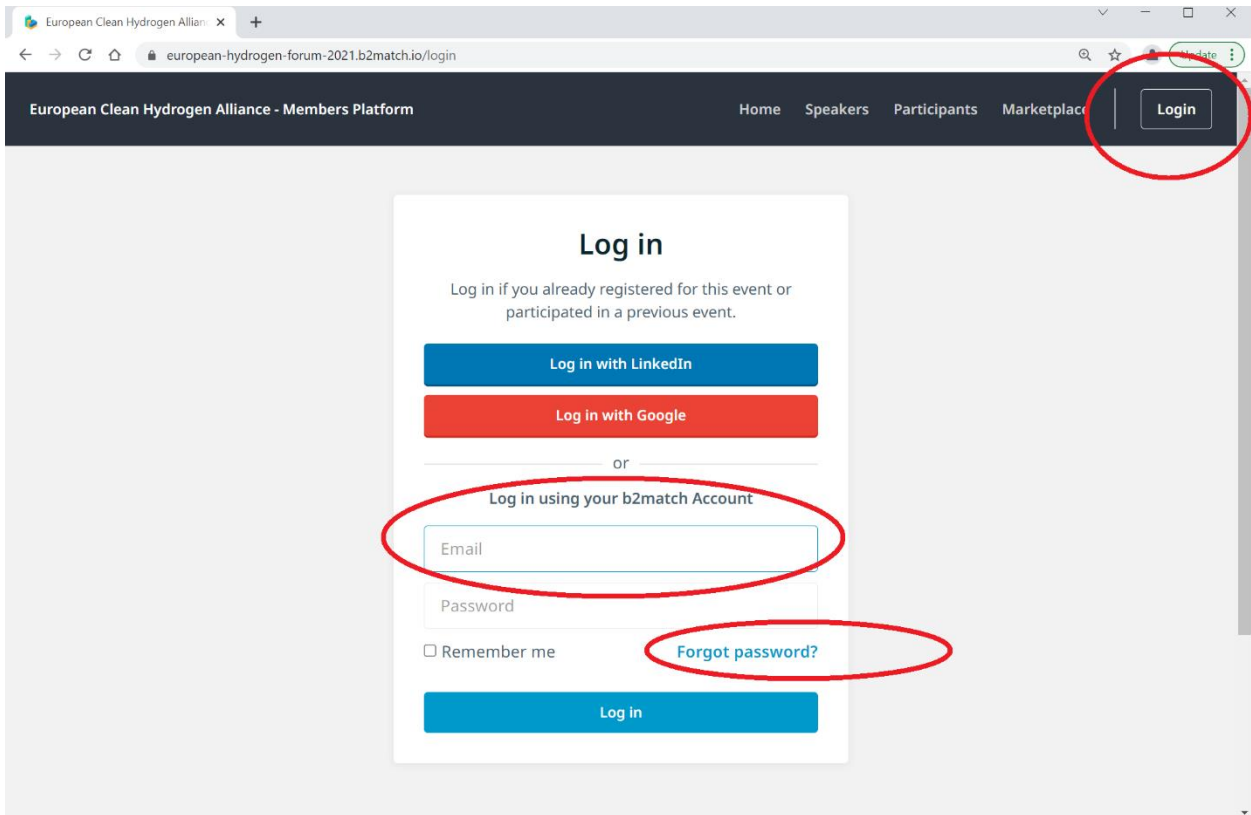 European Clean Hydrogen Allian
european-hydrogen-forum-2021.b2match.io/login
Update
European Clean Hydrogen Alliance - Members Platform
Home Speakers Participants Marketplace Login
Log in
Log in if you already registered for this event or
participated in a previous event.
Log in with LinkedIn
Log in with Google
or
Log in using your b2match Account
Email
Password
Remember me Forgot password?
Log in